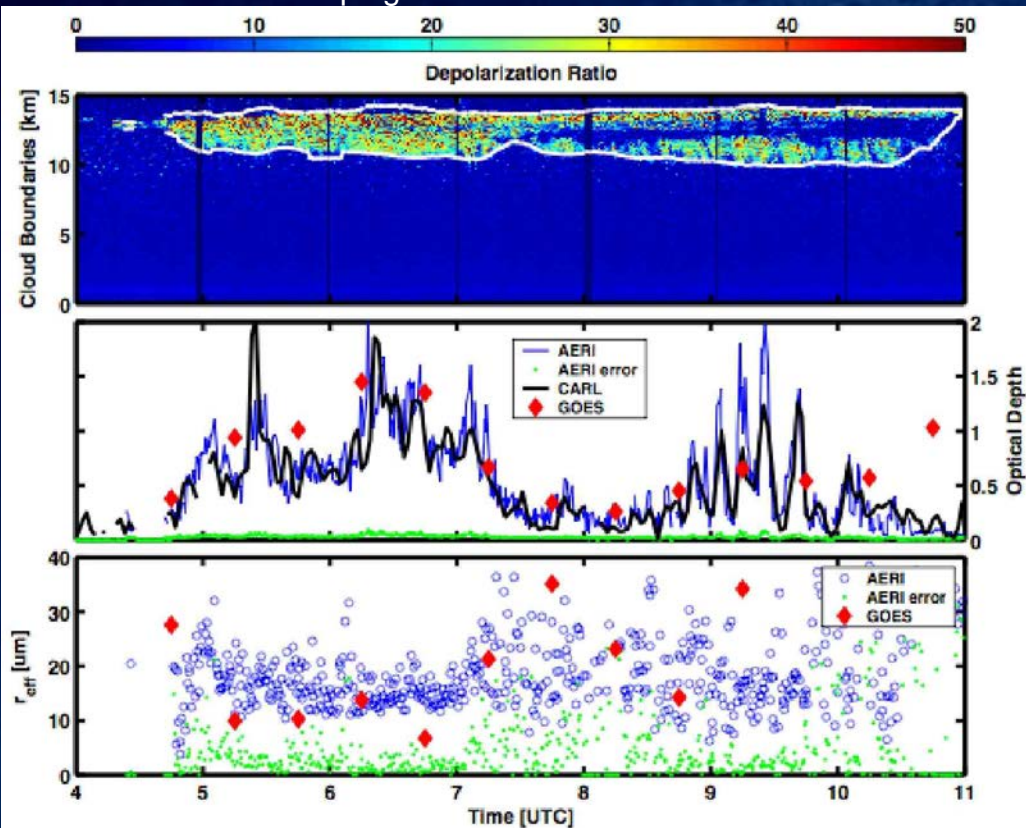 0 10 20 30 40 50
Depolarization Ratio
15
10
5
0
Cloud Boundaries [km]
AERI
AERI error
CARL
GOES
2
1.5
1
0.5
0
Optical Depth
40
30
20
10
0
r_eff [um]
AERI
AERI error
GOES
4 5 6 7 8 9 10 11
Time [UTC]